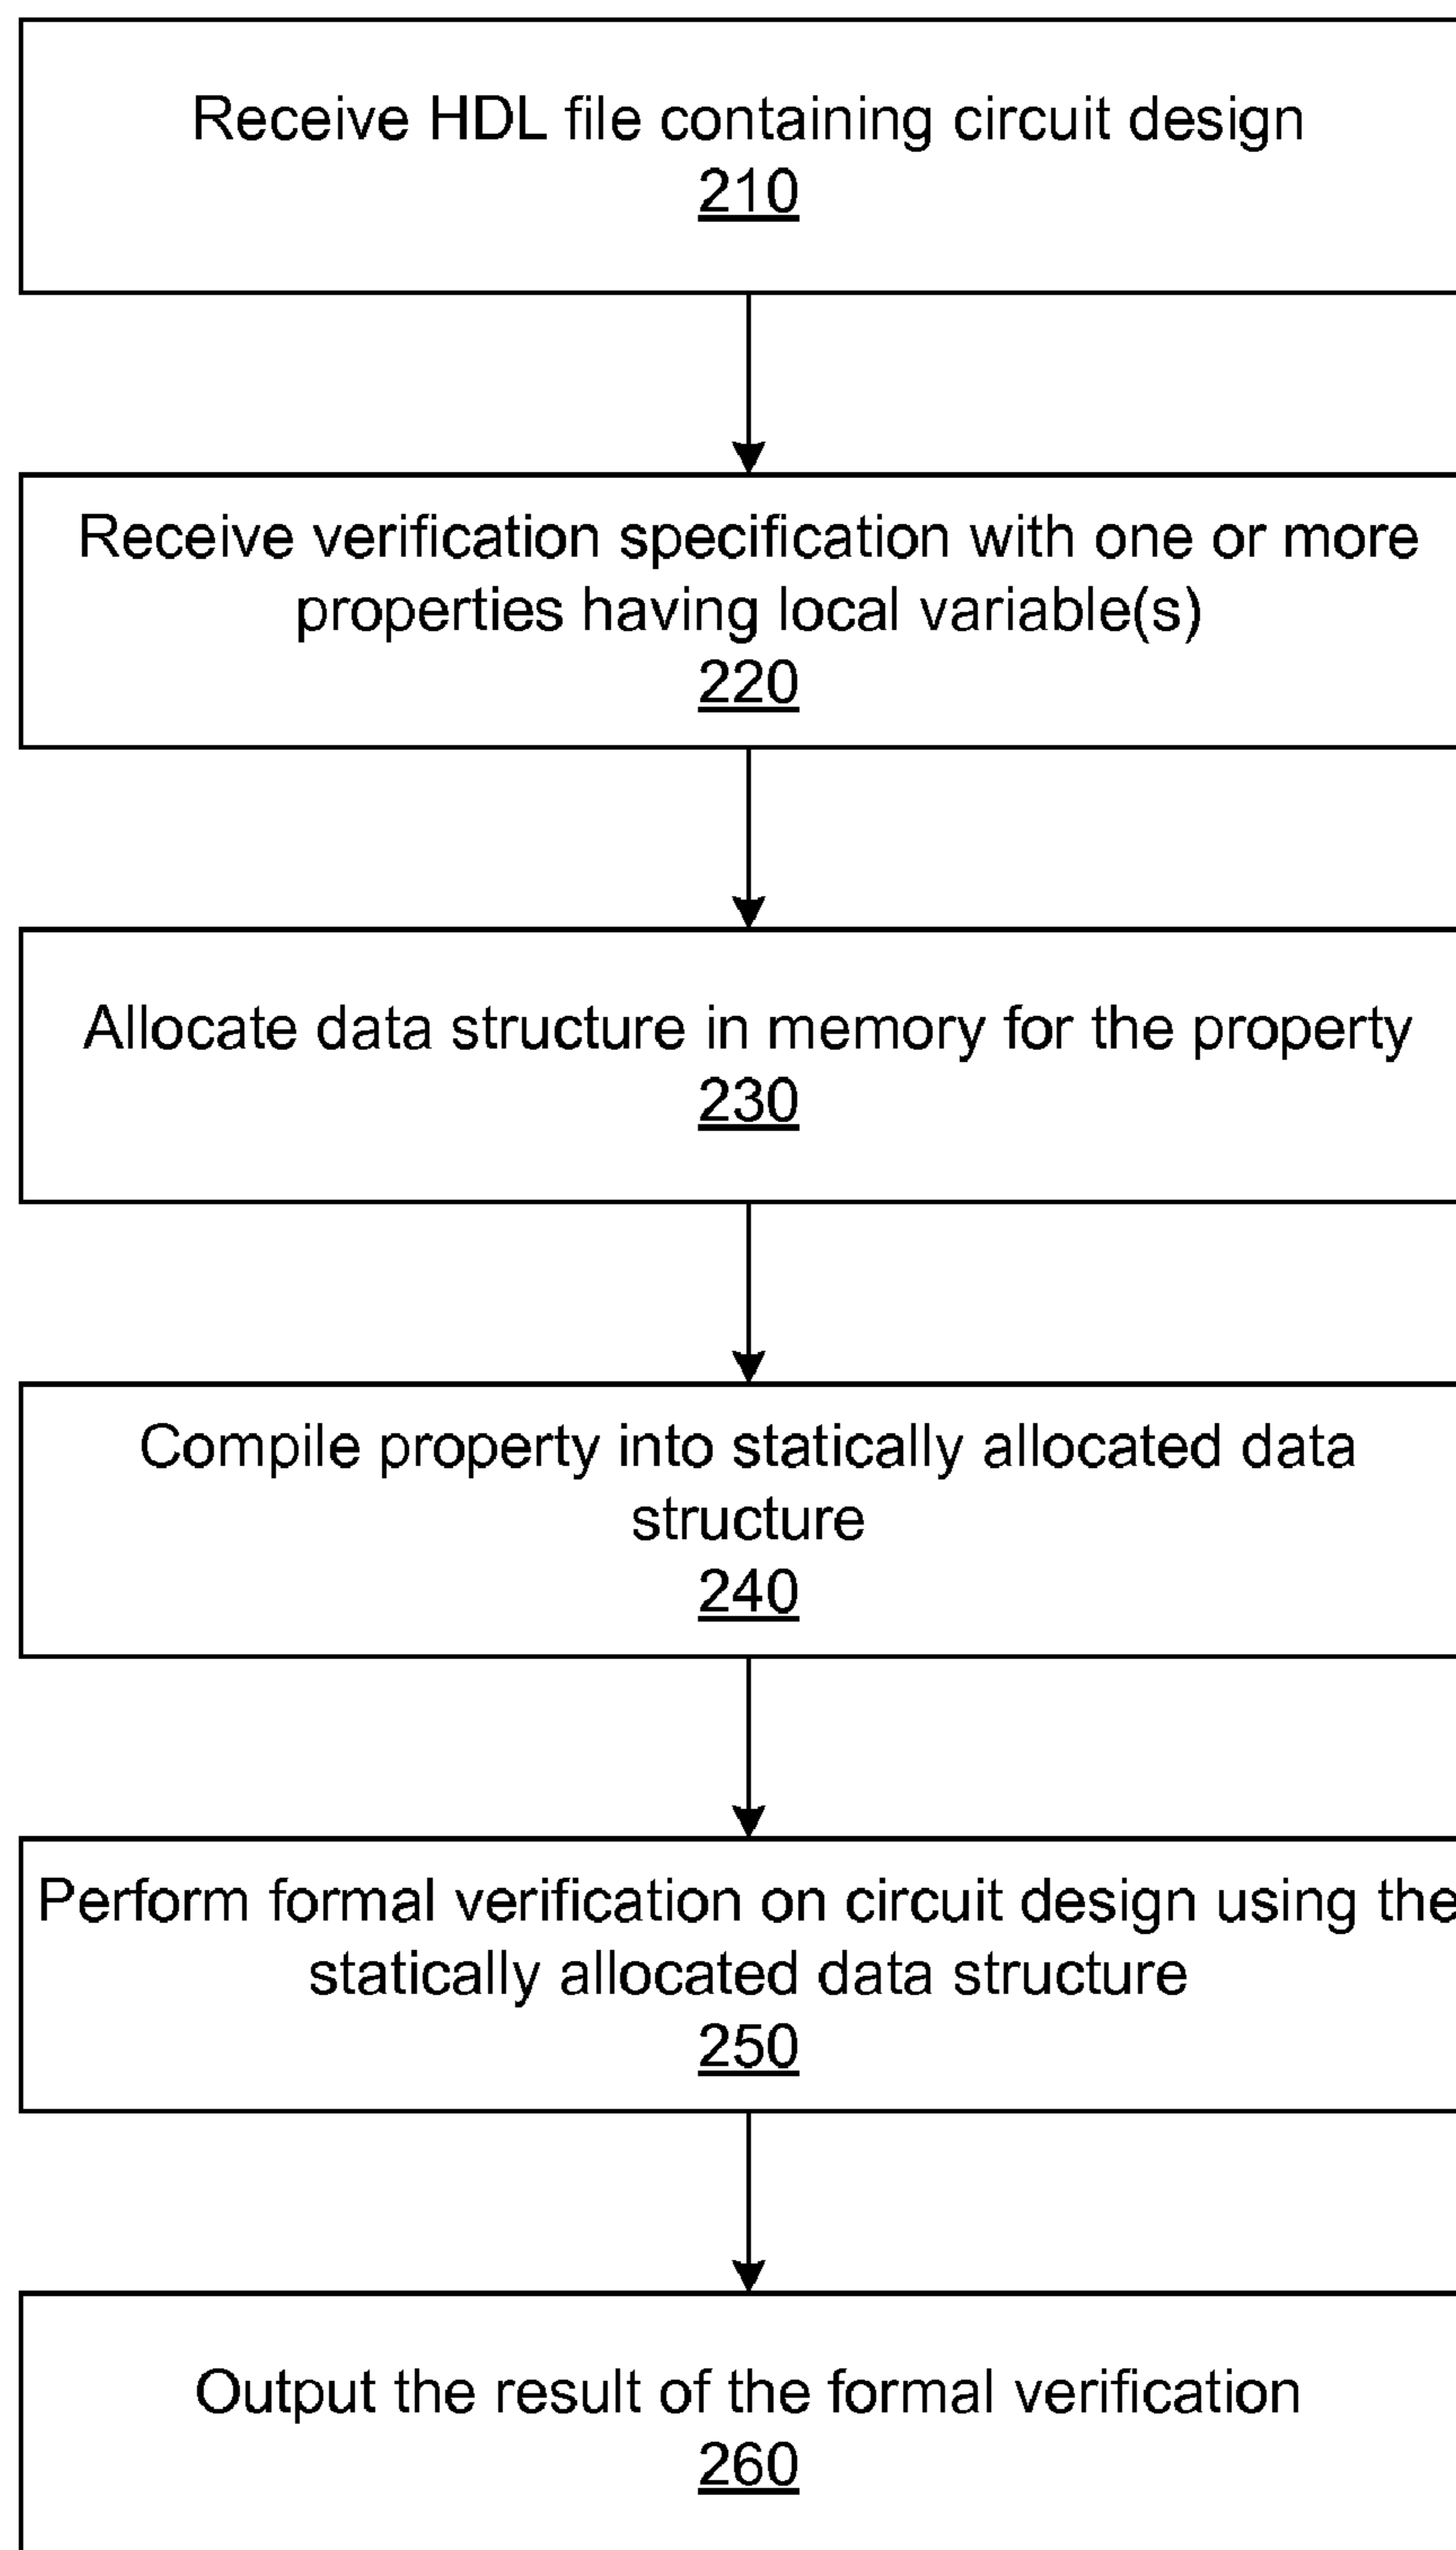 Receive HDL file containing circuit design
210
Receive verification specification with one or more
properties having local variable(s)
220
Allocate data structure in memory for the property
230
Compile property into statically allocated data
structure
240
Perform formal verification on circuit design using the
statically allocated data structure
250
Output the result of the formal verification
260